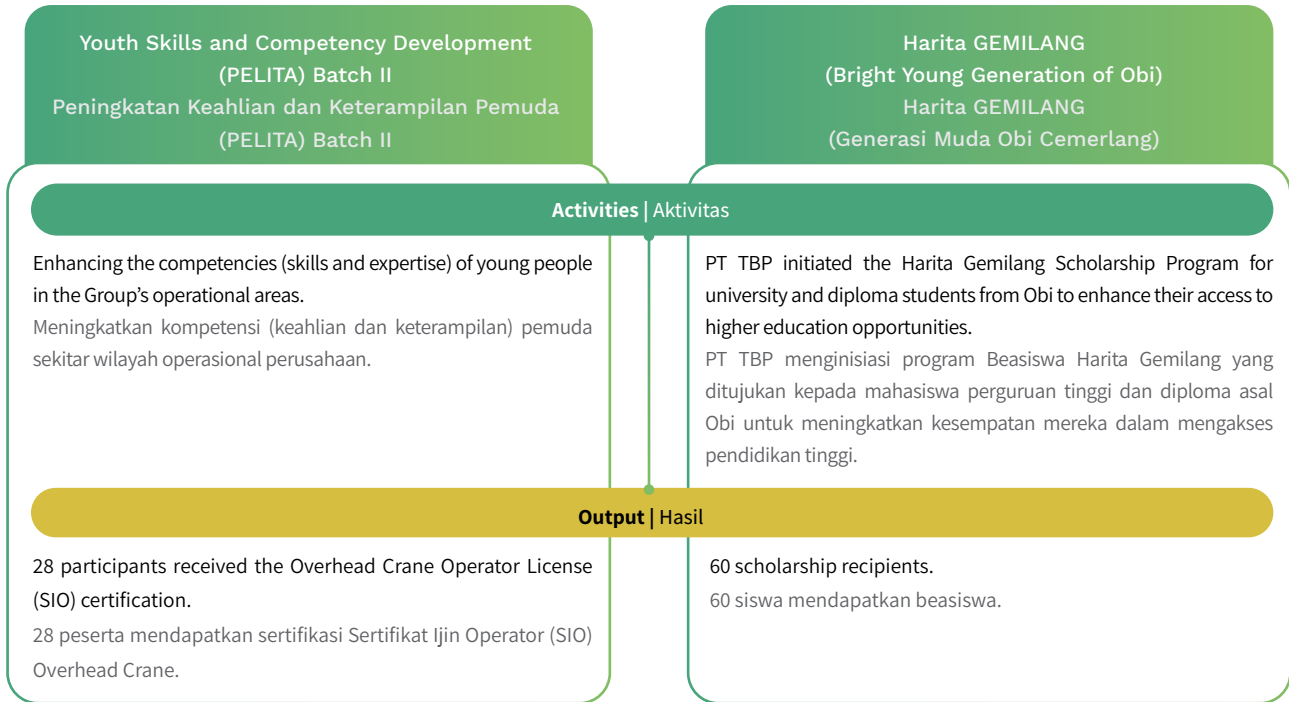 Youth Skills and Competency Development
(PELITA) Batch II
Peningkatan Keahlian dan Keterampilan Pemuda
(PELITA) Batch II
Harita GEMILANG
(Bright Young Generation of Obi)
Harita GEMILANG
(Generasi Muda Obi Cemerlang)
Activities | Aktivitas
Enhancing the competencies (skills and expertise) of young people
in the Group's operational areas.
Meningkatkan kompetensi (keahlian dan keterampilan) pemuda
sekitar wilayah operasional perusahaan.
PT TBP initiated the Harita Gemilang Scholarship Program for
university and diploma students from Obi to enhance their access to
higher education opportunities.
PT TBP menginisiasi program Beasiswa Harita Gemilang yang
ditujukan kepada mahasiswa perguruan tinggi dan diploma asal
Obi untuk meningkatkan kesempatan mereka dalam mengakses
pendidikan tinggi.
Output | Hasil
28 participants received the Overhead Crane Operator License
(SIO) certification.
28 peserta mendapatkan sertifikasi Sertifikat Ijin Operator (SIO)
Overhead Crane.
60 scholarship recipients.
60 siswa mendapatkan beasiswa.